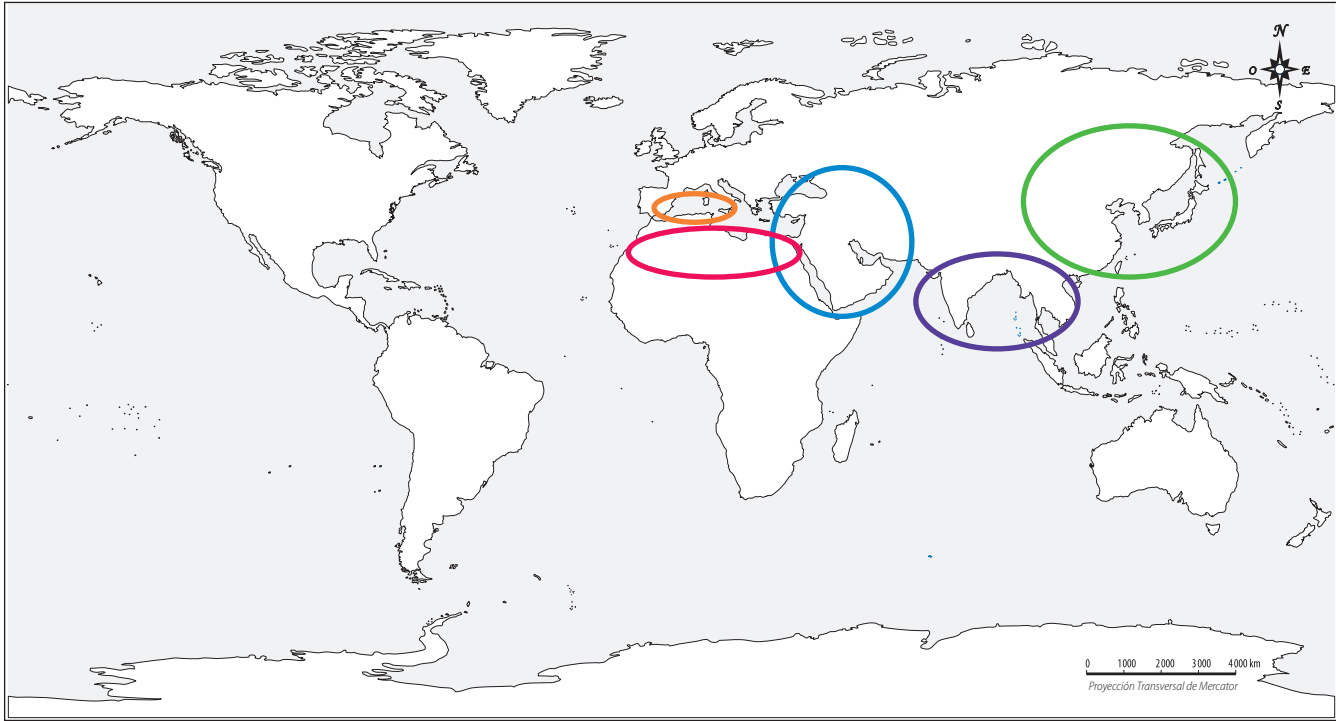 N
O E
S
0 1000 2000 3000 4000 km
Proyección Transversal de Mercator